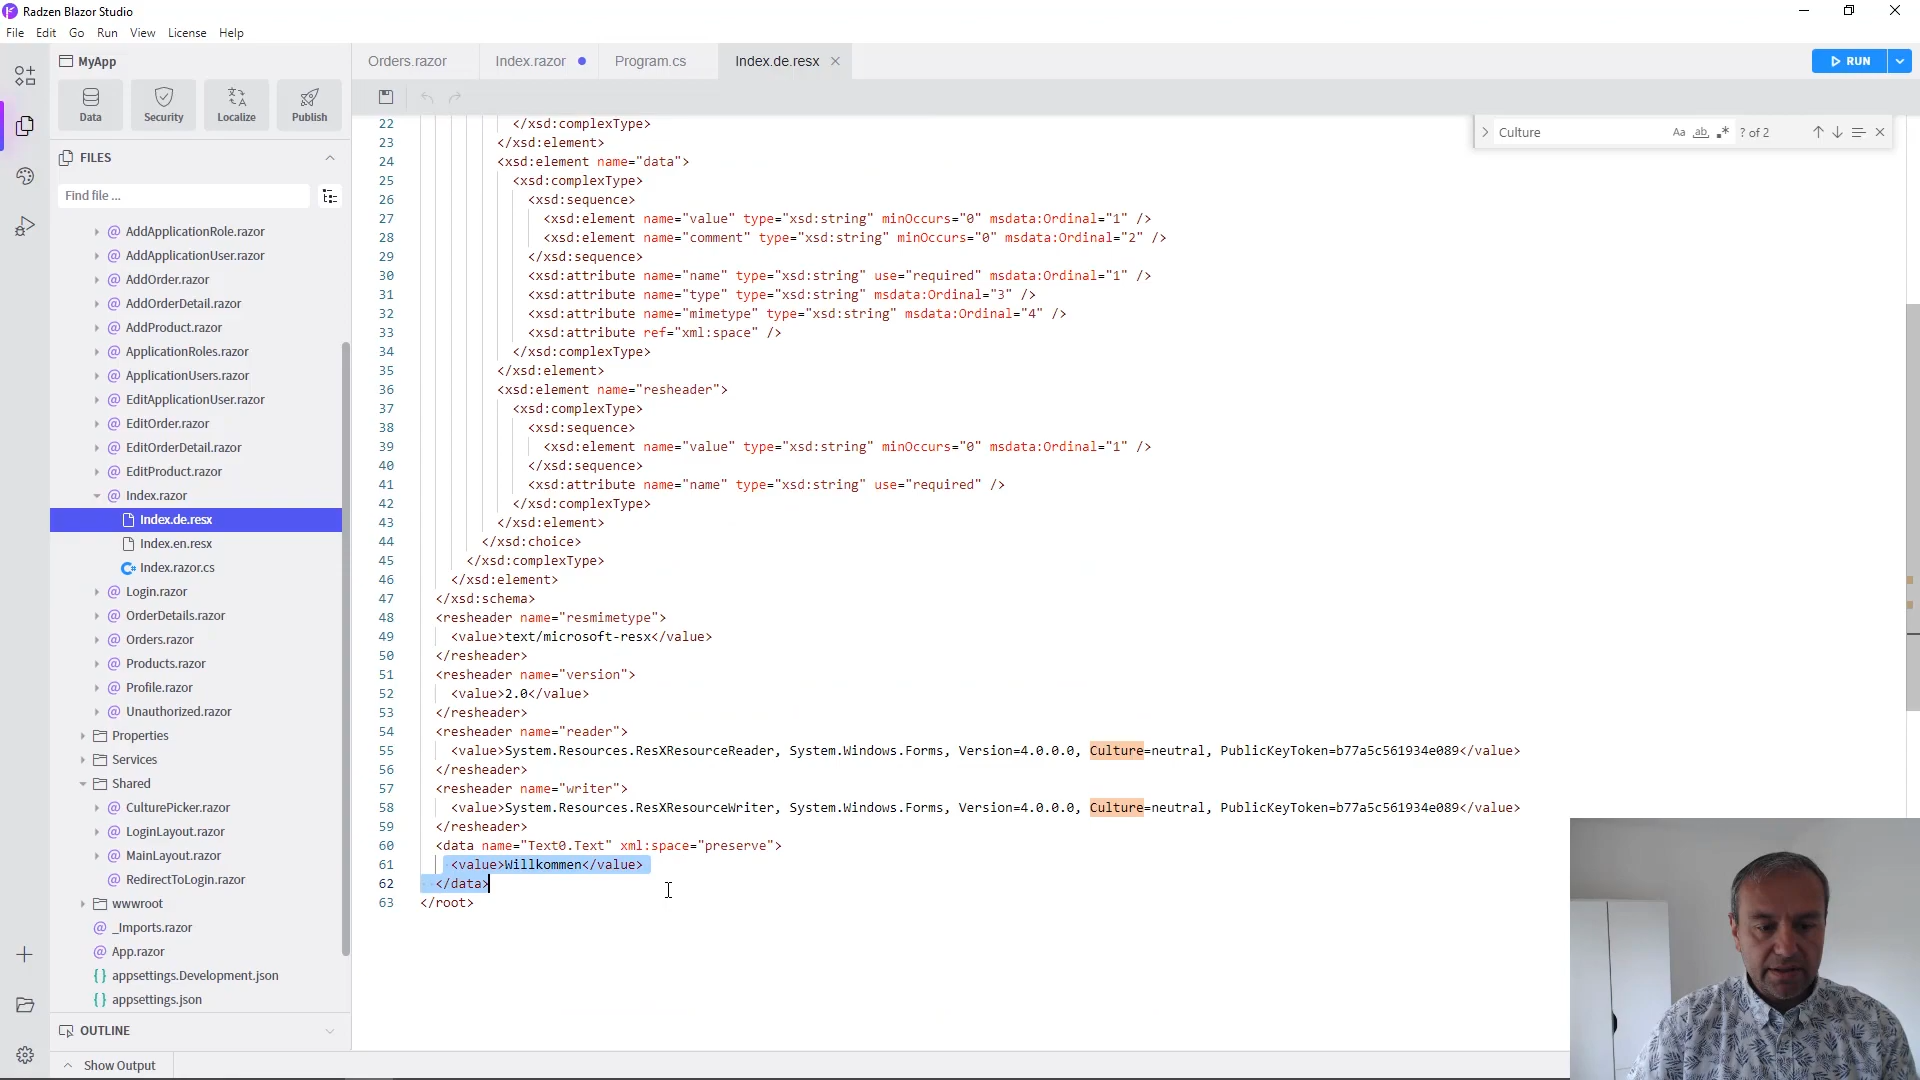 Radzen Blazor Studio
File Edit Go Run View License Help
MyApp
Orders.razor Index.razor Program.cs Index.de.resx
RUN
Data Security Localize Publish
FILES
Find file ...
Culture
Aa ab ? of 2
AddApplicationRole.razor
AddApplicationUser.razor
AddOrder.razor
AddOrderDetail.razor
AddProduct.razor
ApplicationRoles.razor
ApplicationUsers.razor
EditApplicationUser.razor
EditOrder.razor
EditOrderDetail.razor
EditProduct.razor
Index.razor
Index.de.resx
Index.en.resx
Index.razor.cs
Login.razor
OrderDetails.razor
Orders.razor
Products.razor
Profile.razor
Unauthorized.razor
Properties
Services
Shared
CulturePicker.razor
LoginLayout.razor
MainLayout.razor
RedirectToLogin.razor
wwwroot
_Imports.razor
App.razor
appsettings.Development.json
appsettings.json
OUTLINE
Show Output
22 </xsd:complexType>
23 </xsd:element>
24 <xsd:element name="data">
25 <xsd:complexType>
26 <xsd:sequence>
27 <xsd:element name="value" type="xsd:string" minOccurs="0" msdata:Ordinal="1" />
28 <xsd:element name="comment" type="xsd:string" minOccurs="0" msdata:Ordinal="2" />
29 </xsd:sequence>
30 <xsd:attribute name="name" type="xsd:string" use="required" msdata:Ordinal="1" />
31 <xsd:attribute name="type" type="xsd:string" msdata:Ordinal="3" />
32 <xsd:attribute name="mimetype" type="xsd:string" msdata:Ordinal="4" />
33 <xsd:attribute ref="xml:space" />
34 </xsd:complexType>
35 </xsd:element>
36 <xsd:element name="resheader">
37 <xsd:complexType>
38 <xsd:sequence>
39 <xsd:element name="value" type="xsd:string" minOccurs="0" msdata:Ordinal="1" />
40 </xsd:sequence>
41 <xsd:attribute name="name" type="xsd:string" use="required" />
42 </xsd:complexType>
43 </xsd:element>
44 </xsd:choice>
45 </xsd:complexType>
46 </xsd:element>
47 </xsd:schema>
48 <resheader name="resmimetype">
49 <value>text/microsoft-resx</value>
50 </resheader>
51 <resheader name="version">
52 <value>2.0</value>
53 </resheader>
54 <resheader name="reader">
55 <value>System.Resources.ResXResourceReader, System.Windows.Forms, Version=4.0.0.0, Culture=neutral, PublicKeyToken=b77a5c561934e089</value>
56 </resheader>
57 <resheader name="writer">
58 <value>System.Resources.ResXResourceWriter, System.Windows.Forms, Version=4.0.0.0, Culture=neutral, PublicKeyToken=b77a5c561934e089</value>
59 </resheader>
60 <data name="Text0.Text" xml:space="preserve">
61 <value>Willkommen</value>
62 </data>
63 </root>